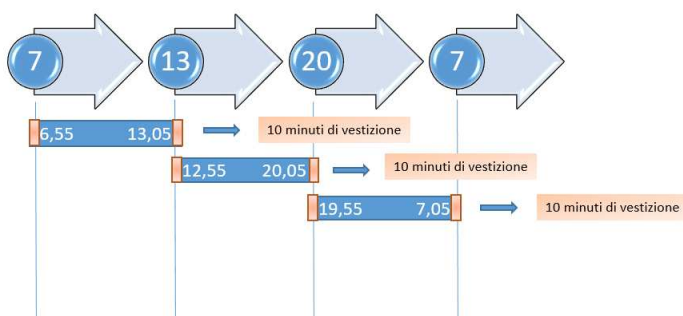 7 13 20 7
6,55 13,05 10 minuti di vestizione
12,55 20,05 10 minuti di vestizione
19,55 7,05 10 minuti di vestizione